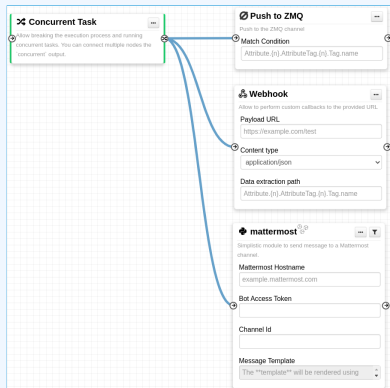 Concurrent Task
Allow breaking the execution process and running
concurrent tasks. You can connect multiple nodes the
`concurrent` output.
Push to ZMQ
Push to the ZMQ channel
Match Condition
Attribute.{n}.AttributeTag.{n}.Tag.name
Webhook
Allow to perform custom callbacks to the provided URL
Payload URL
https://example.com/test
Content type
application/json
Data extraction path
Attribute.{n}.AttributeTag.{n}.Tag.name
mattermost
Simplistic module to send message to a Mattermost
channel.
Mattermost Hostname
example.mattermost.com
Bot Access Token
Channel Id
Message Template
The **template** will be rendered using